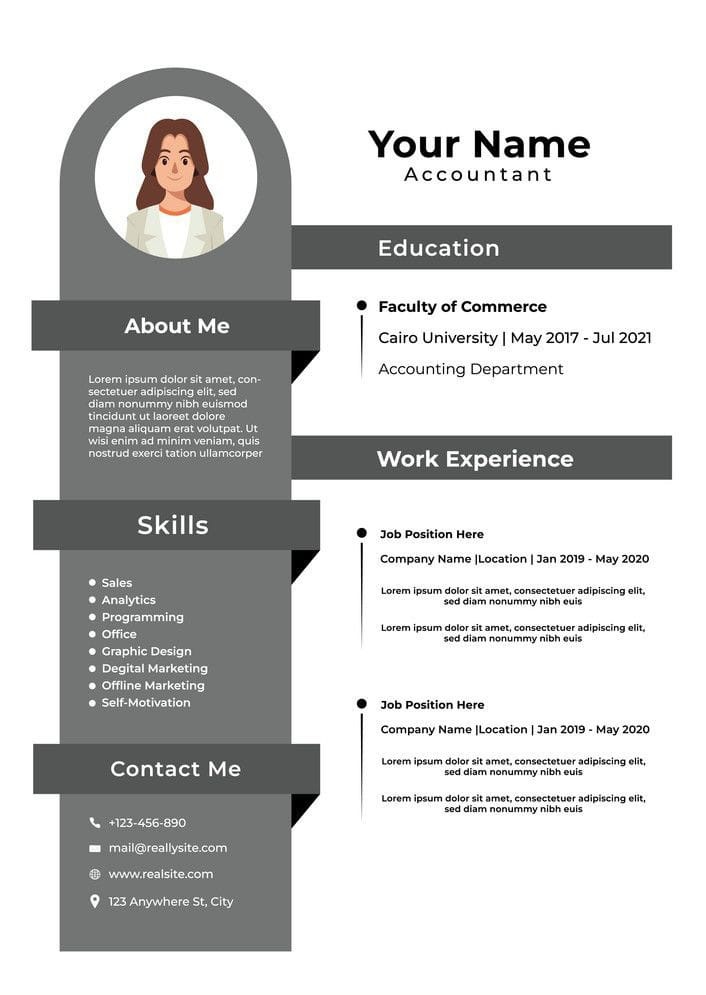 Your Name
Accountant
About Me
Lorem ipsum dolor sit amet, con-
sectetuer adipiscing elit, sed
diam nonummy nibh euismod
tincidunt ut laoreet dolore
magna aliquam erat volutpat. Ut
wisi enim ad minim veniam, quis
nostrud exerci tation ullamcorper
Skills
Sales
Analytics
Programming
Office
Graphic Design
Degital Marketing
Offline Marketing
Self-Motivation
Contact Me
+123-456-890
mail@reallysite.com
www.realsite.com
123 Anywhere St, City
Education
Faculty of Commerce
Cairo University | May 2017 - Jul 2021
Accounting Department
Work Experience
Job Position Here
Company Name |Location | Jan 2019 - May 2020
Lorem ipsum dolor sit amet, consectetuer adipiscing elit,
sed diam nonummy nibh euis
Lorem ipsum dolor sit amet, consectetuer adipiscing elit,
sed diam nonummy nibh euis
Job Position Here
Company Name |Location | Jan 2019 - May 2020
Lorem ipsum dolor sit amet, consectetuer adipiscing elit,
sed diam nonummy nibh euis
Lorem ipsum dolor sit amet, consectetuer adipiscing elit,
sed diam nonummy nibh euis